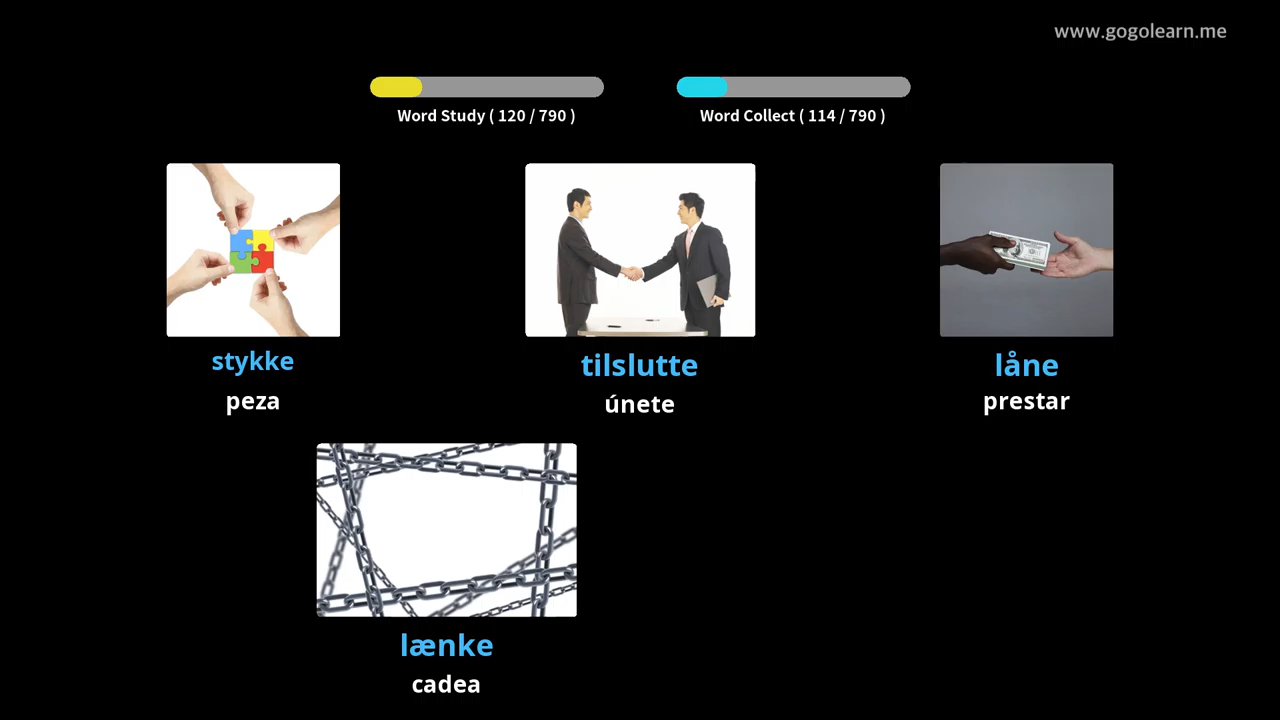 www.gogolearn.me
Word Study ( 120 / 790 )
Word Collect ( 114 / 790 )
stykke
peza
tilslutte
únete
låne
prestar
lænke
cadea